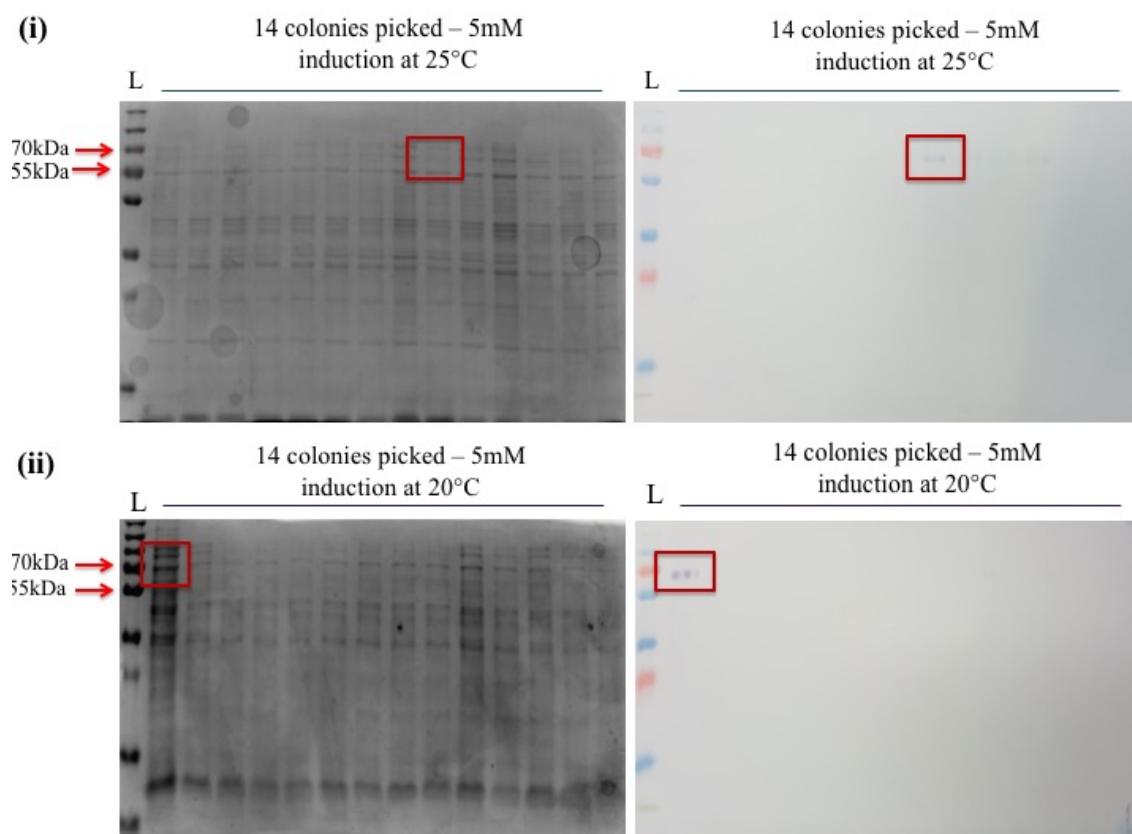 (i)
14 colonies picked – 5mM
induction at 25°C
L
14 colonies picked – 5mM
induction at 25°C
L
70kDa
55kDa
(ii)
14 colonies picked – 5mM
induction at 20°C
L
14 colonies picked – 5mM
induction at 20°C
L
70kDa
55kDa